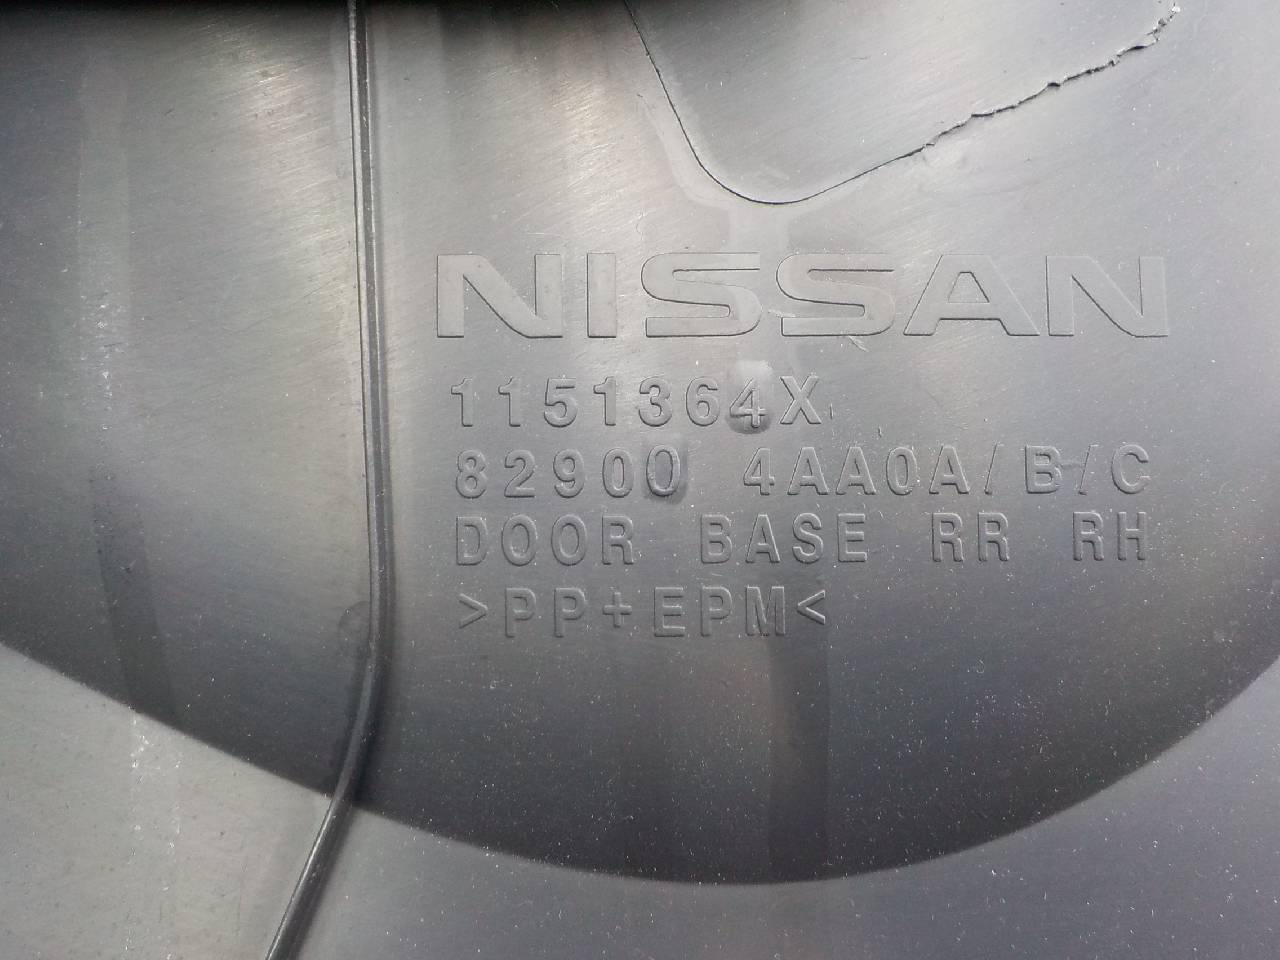 NISSAN
1151364X
82900 4AA0A/B/C
DOOR BASE RR RH
>PP+EPM<